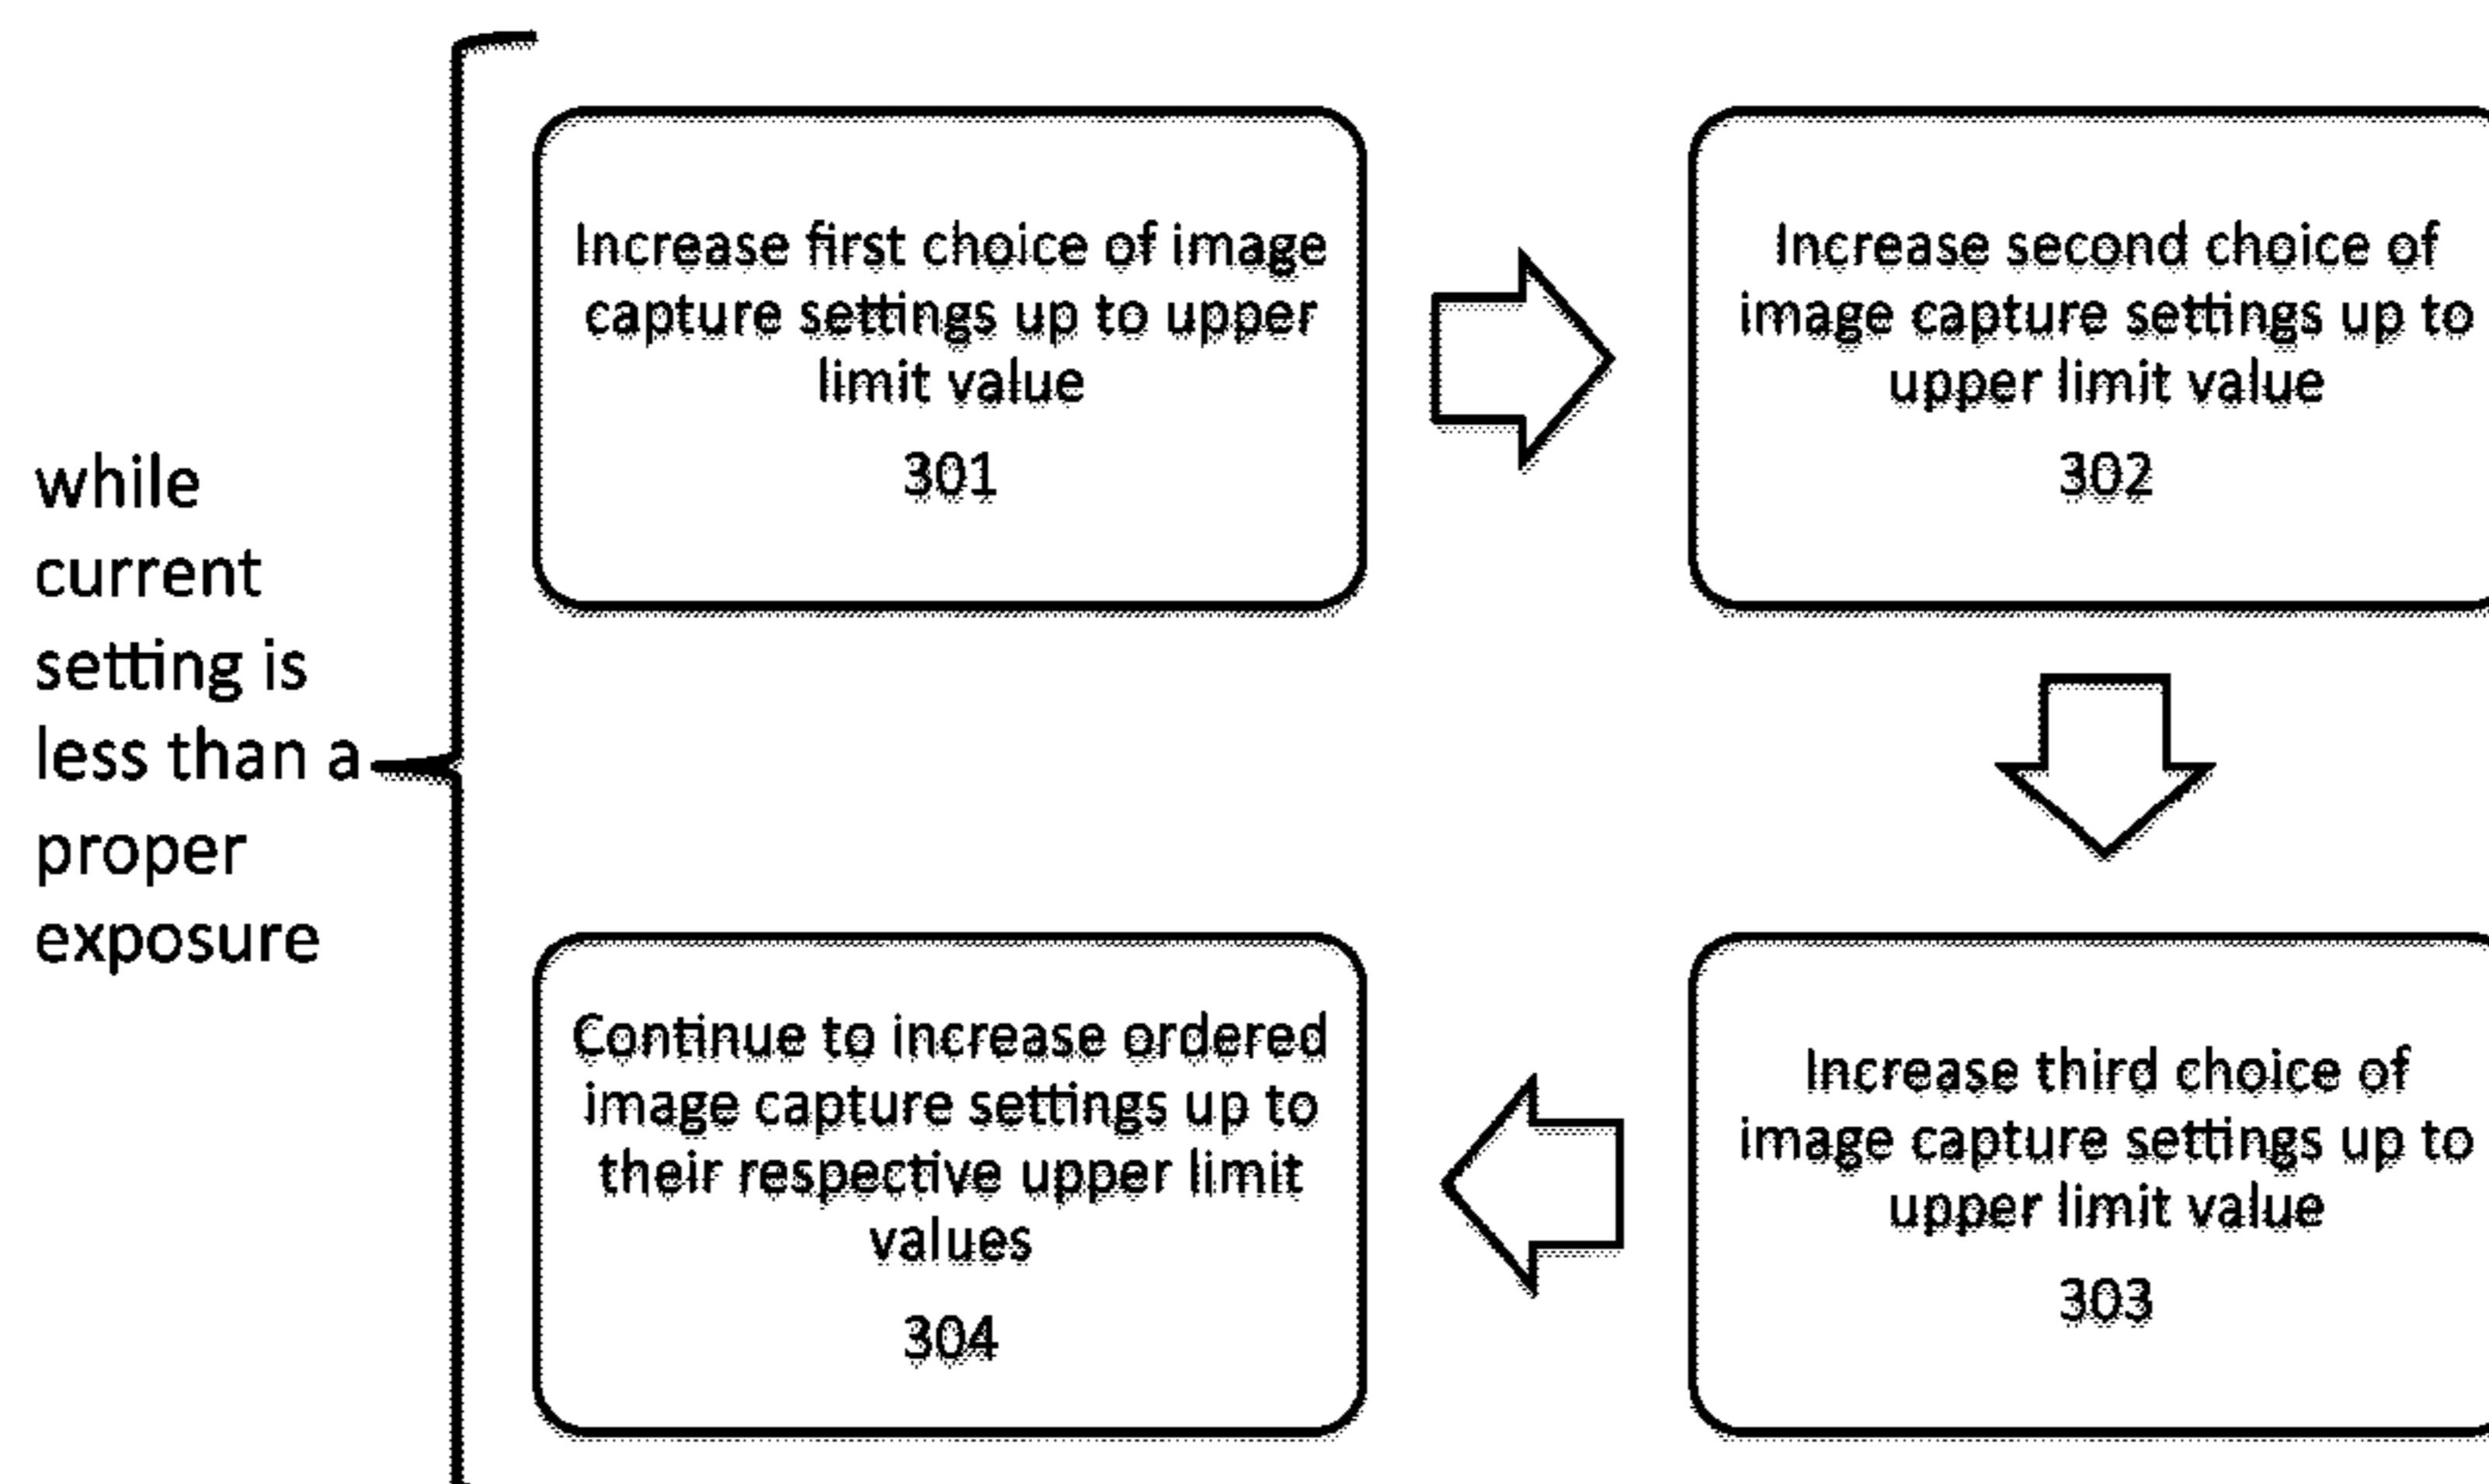 while
current
setting is
less than a
proper
exposure
Increase first choice of image
capture settings up to upper
limit value
301
Increase second choice of
image capture settings up to
upper limit value
302
Increase third choice of
image capture settings up to
upper limit value
303
Continue to increase ordered
image capture settings up to
their respective upper limit
values
304